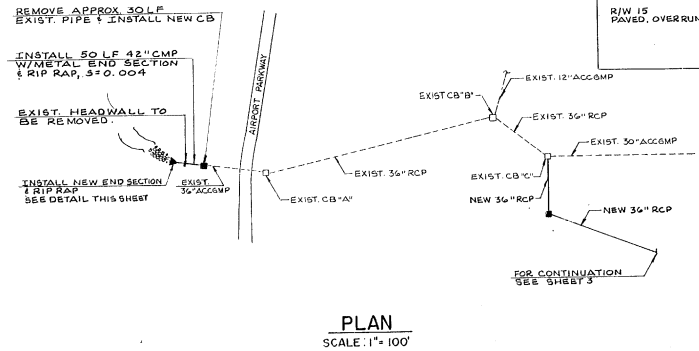 REMOVE APPROX. 30LF
EXIST. PIPE & INSTALL NEW CB
INSTALL 50 LF 42" CMP
W/METAL END SECTION
& RIP RAP, S=0.004
EXIST. HEADWALL TO
BE REMOVED.
INSTALL NEW END SECTION
& RIP RAP
SEE DETAIL THIS SHEET
EXIST.
36" ACCGMP
AIRPORT PARKWAY
EXIST. CB "A"
EXIST. 36" RCP
EXIST CB "B"
EXIST. 12" ACCGMP
EXIST. 36" RCP
EXIST. 30" ACCGMP
EXIST. CB "C"
NEW 36" RCP
NEW 36" RCP
FOR CONTINUATION
SEE SHEET 3
R/W 15
PAVED, OVERRUN
PLAN
SCALE: 1" = 100'